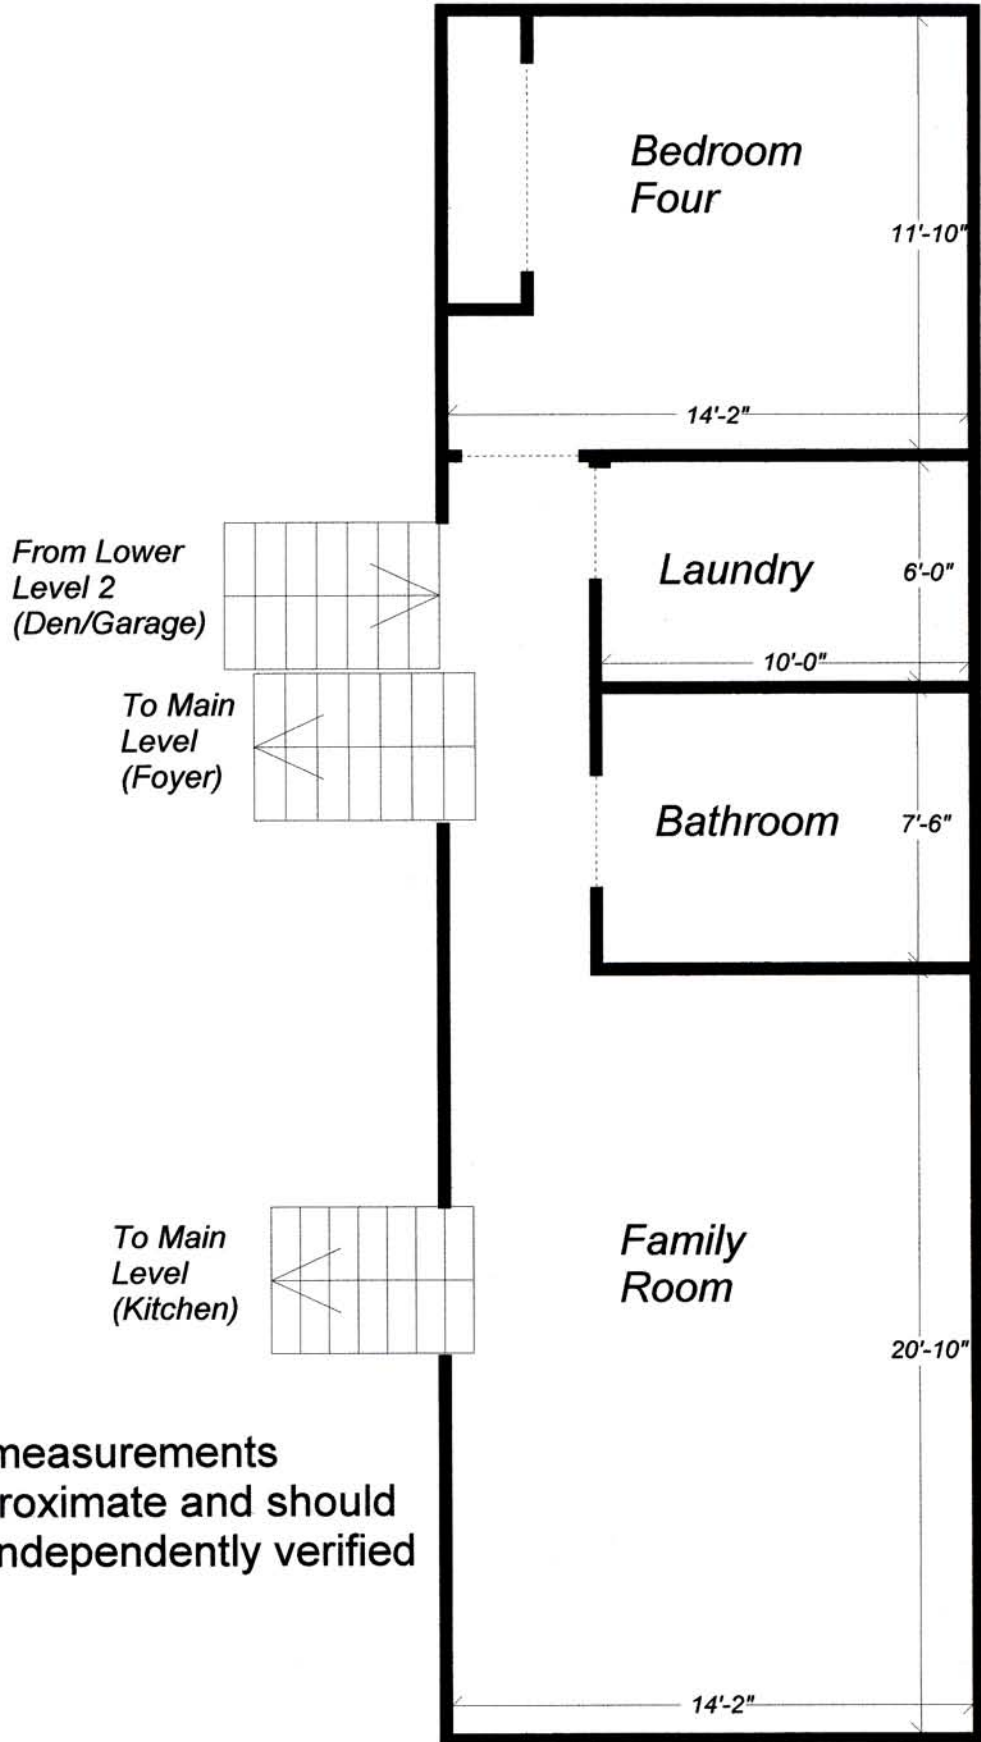 Bedroom
Four
11'-10"
14'-2"
From Lower
Level 2
(Den/Garage)
Laundry
6'-0"
10'-0"
To Main
Level
(Foyer)
Bathroom
7'-6"
To Main
Level
(Kitchen)
Family
Room
20'-10"
measurements
roximate and should
ndependently verified
14'-2"